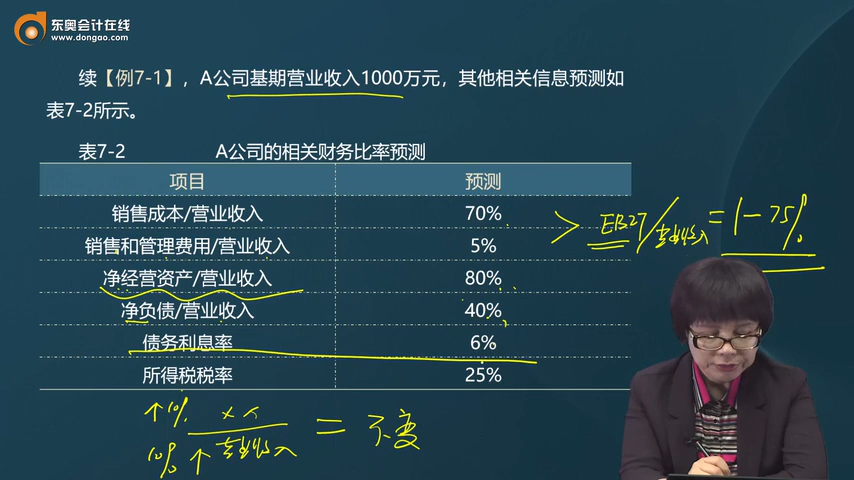 东奥会计在线
www.dongao.com
续【例7-1】，A公司基期营业收入1000万元，其他相关信息预测如
表7-2所示。
表7-2 A公司的相关财务比率预测
项目 预测
销售成本/营业收入 70%
销售和管理费用/营业收入 5%
净经营资产/营业收入 80%
净负债/营业收入 40%
债务利息率 6%
所得税税率 25%
> EBIT/营业收入 = 1-75%
↑10% ××
10% ↑ 营业收入 = 不变